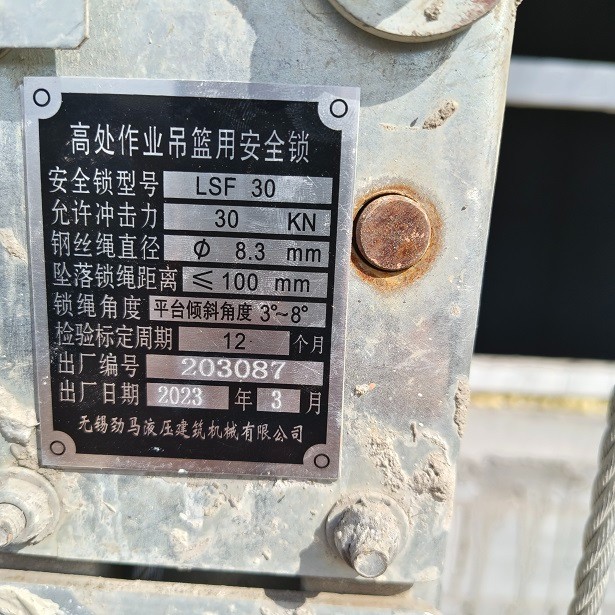 高处作业吊篮用安全锁
安全锁型号 LSF 30
允许冲击力 30 KN
钢丝绳直径 Φ 8.3 mm
坠落锁绳距离 ≤100 mm
锁绳角度 平台倾斜角度 3°~8°
检验标定周期 12 个月
出厂编号 203087
出厂日期 2023 年 3 月
无锡劲马液压建筑机械有限公司